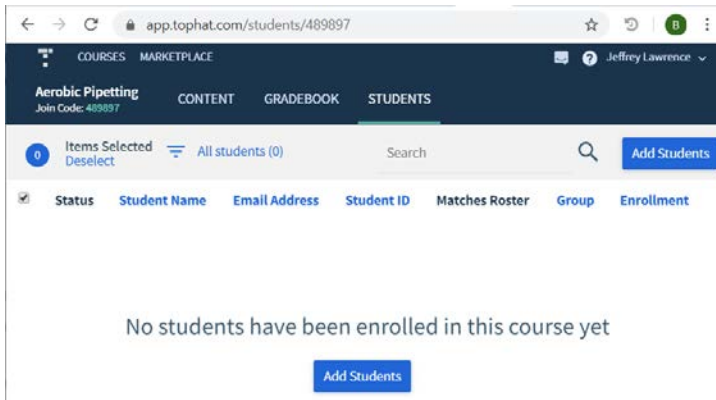 app.tophat.com/students/489897
B
COURSES MARKETPLACE
? Jeffrey Lawrence
Aerobic Pipetting
Join Code: 489897
CONTENT GRADEBOOK STUDENTS
0
Items Selected
Deselect
All students (0)
Search
Add Students
Status Student Name Email Address Student ID Matches Roster Group Enrollment
No students have been enrolled in this course yet
Add Students